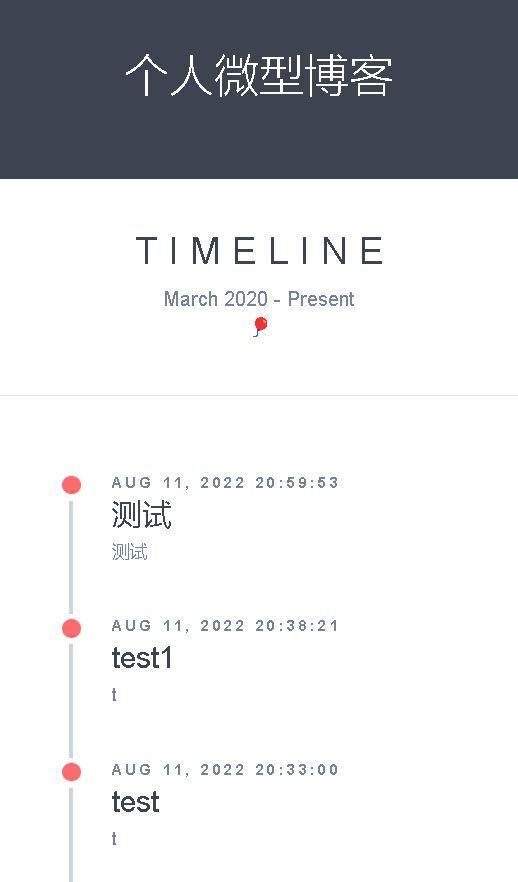 个人微型博客
TIMELINE
March 2020 - Present
🎈
AUG 11, 2022 20:59:53
测试
测试
AUG 11, 2022 20:38:21
test1
t
AUG 11, 2022 20:33:00
test
t